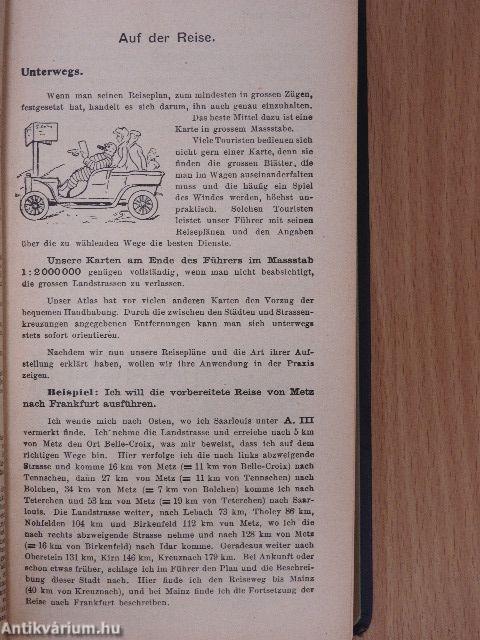 Auf der Reise.
Unterwegs.
Wenn man seinen Reiseplan, zum mindesten in grossen Zügen,
festgesetzt hat, handelt es sich darum, ihn auch genau einzuhalten.
Das beste Mittel dazu ist eine
Karte in grossem Massstabe.
Viele Touristen bedienen sich
nicht gern einer Karte, denn sie
finden die grossen Blätter, die
man im Wagen auseinanderfalten
muss und die häufig ein Spiel
des Windes werden, höchst un-
praktisch. Solchen Touristen
leistet unser Führer mit seinen
Reiseplänen und den Angaben
über die zu wählenden Wege die besten Dienste.
Unsere Karten am Ende des Führers im Massstab
1:2000000 genügen vollständig, wenn man nicht beabsichtigt,
die grossen Landstrassen zu verlassen.
Unser Atlas hat vor vielen anderen Karten den Vorzug der
bequemen Handhabung. Durch die zwischen den Städten und Strassen-
kreuzungen angegebenen Entfernungen kann man sich unterwegs
stets sofort orientieren.
Nachdem wir nun unsere Reisepläne und die Art ihrer Auf-
stellung erklärt haben, wollen wir ihre Anwendung in der Praxis
zeigen.
Beispiel: Ich will die vorbereitete Reise von Metz
nach Frankfurt ausführen.
Ich wende mich nach Osten, wo ich Saarlouis unter A. III
vermerkt finde. Ich nehme die Landstrasse und erreiche nach 5 km
von Metz den Ort Belle-Croix, was mir beweist, dass ich auf dem
richtigen Wege bin. Hier verfolge ich die nach links abzweigende
Strasse und komme 16 km von Metz (= 11 km von Belle-Croix) nach
Tennschen, dann 27 km von Metz (= 11 km von Tennschen) nach
Bolchen, 34 km von Metz (= 7 km von Bolchen) komme ich nach
Teterchen und 53 km von Metz (= 19 km von Teterchen) nach Saar-
louis. Die Landstrasse weiter, nach Lebach 73 km, Tholey 86 km,
Nohfelden 104 km und Birkenfeld 112 km von Metz, wo ich die
nach rechts abzweigende Strasse nehme und nach 128 km von Metz
(= 16 km von Birkenfeld) nach Idar komme. Geradeaus weiter nach
Oberstein 131 km, Kirn 146 km, Kreuznach 179 km. Bei Ankunft oder
schon etwas früher, schlage ich im Führer den Plan und die Beschrei-
bung dieser Stadt nach. Hier finde ich den Reiseweg bis Mainz
(40 km von Kreuznach), und bei Mainz finde ich die Fortsetzung der
Reise nach Frankfurt beschrieben.
Antikvárium.hu